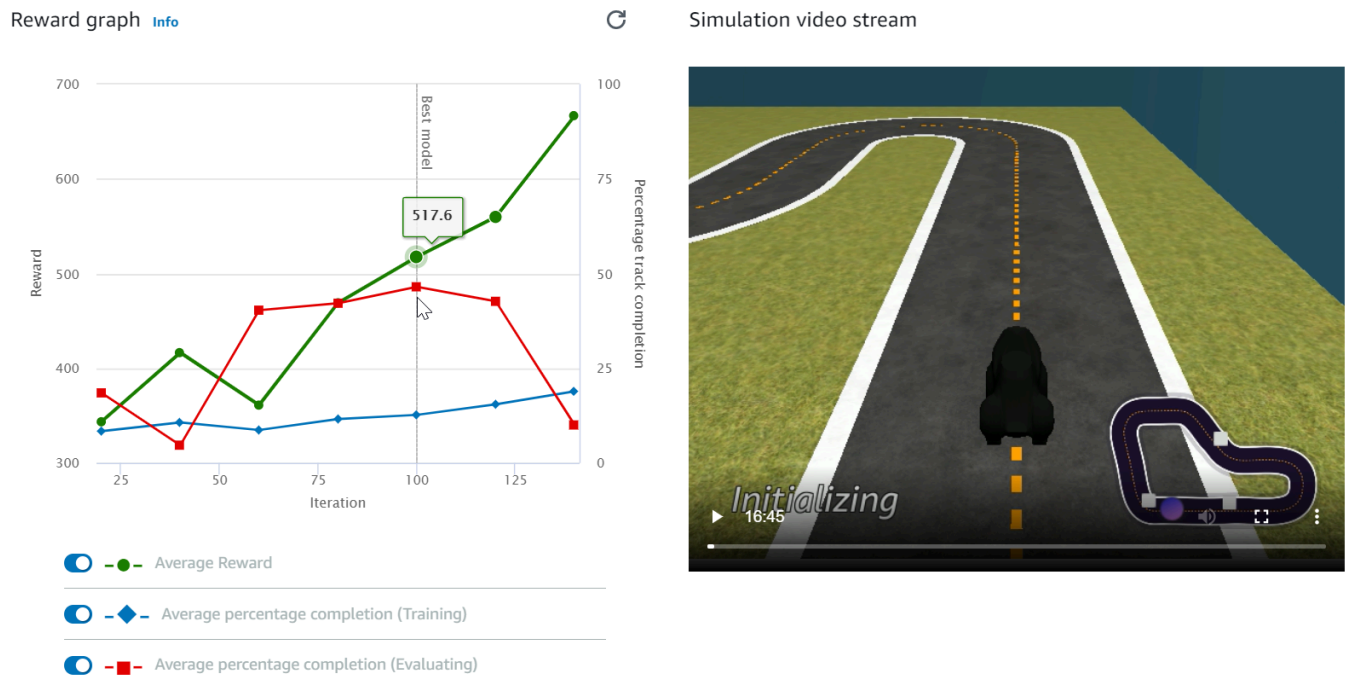 Reward graph Info
Simulation video stream
700
600
500
400
300
Reward
100
75
50
25
0
Percentage track completion
Best model
517.6
25
50
75
100
125
Iteration
Average Reward
Average percentage completion (Training)
Average percentage completion (Evaluating)
Initializing
16:45